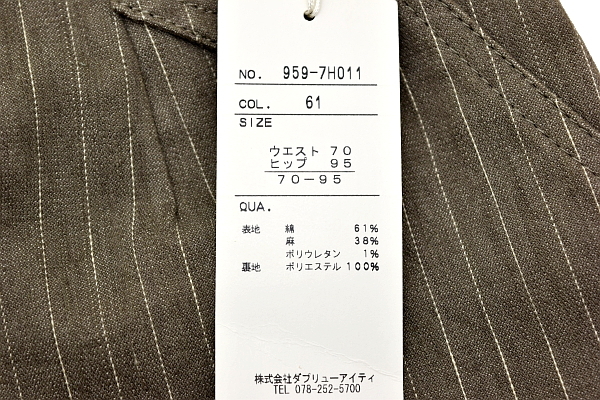 NO. 959-7H011
COL. 61
SIZE
ウエスト 70
ヒップ 95
70-95
QUA.
表地 綿 61%
麻 38%
ポリウレタン 1%
裏地 ポリエステル 100%
株式会社ダブリューアイティ
TEL 078-252-5700